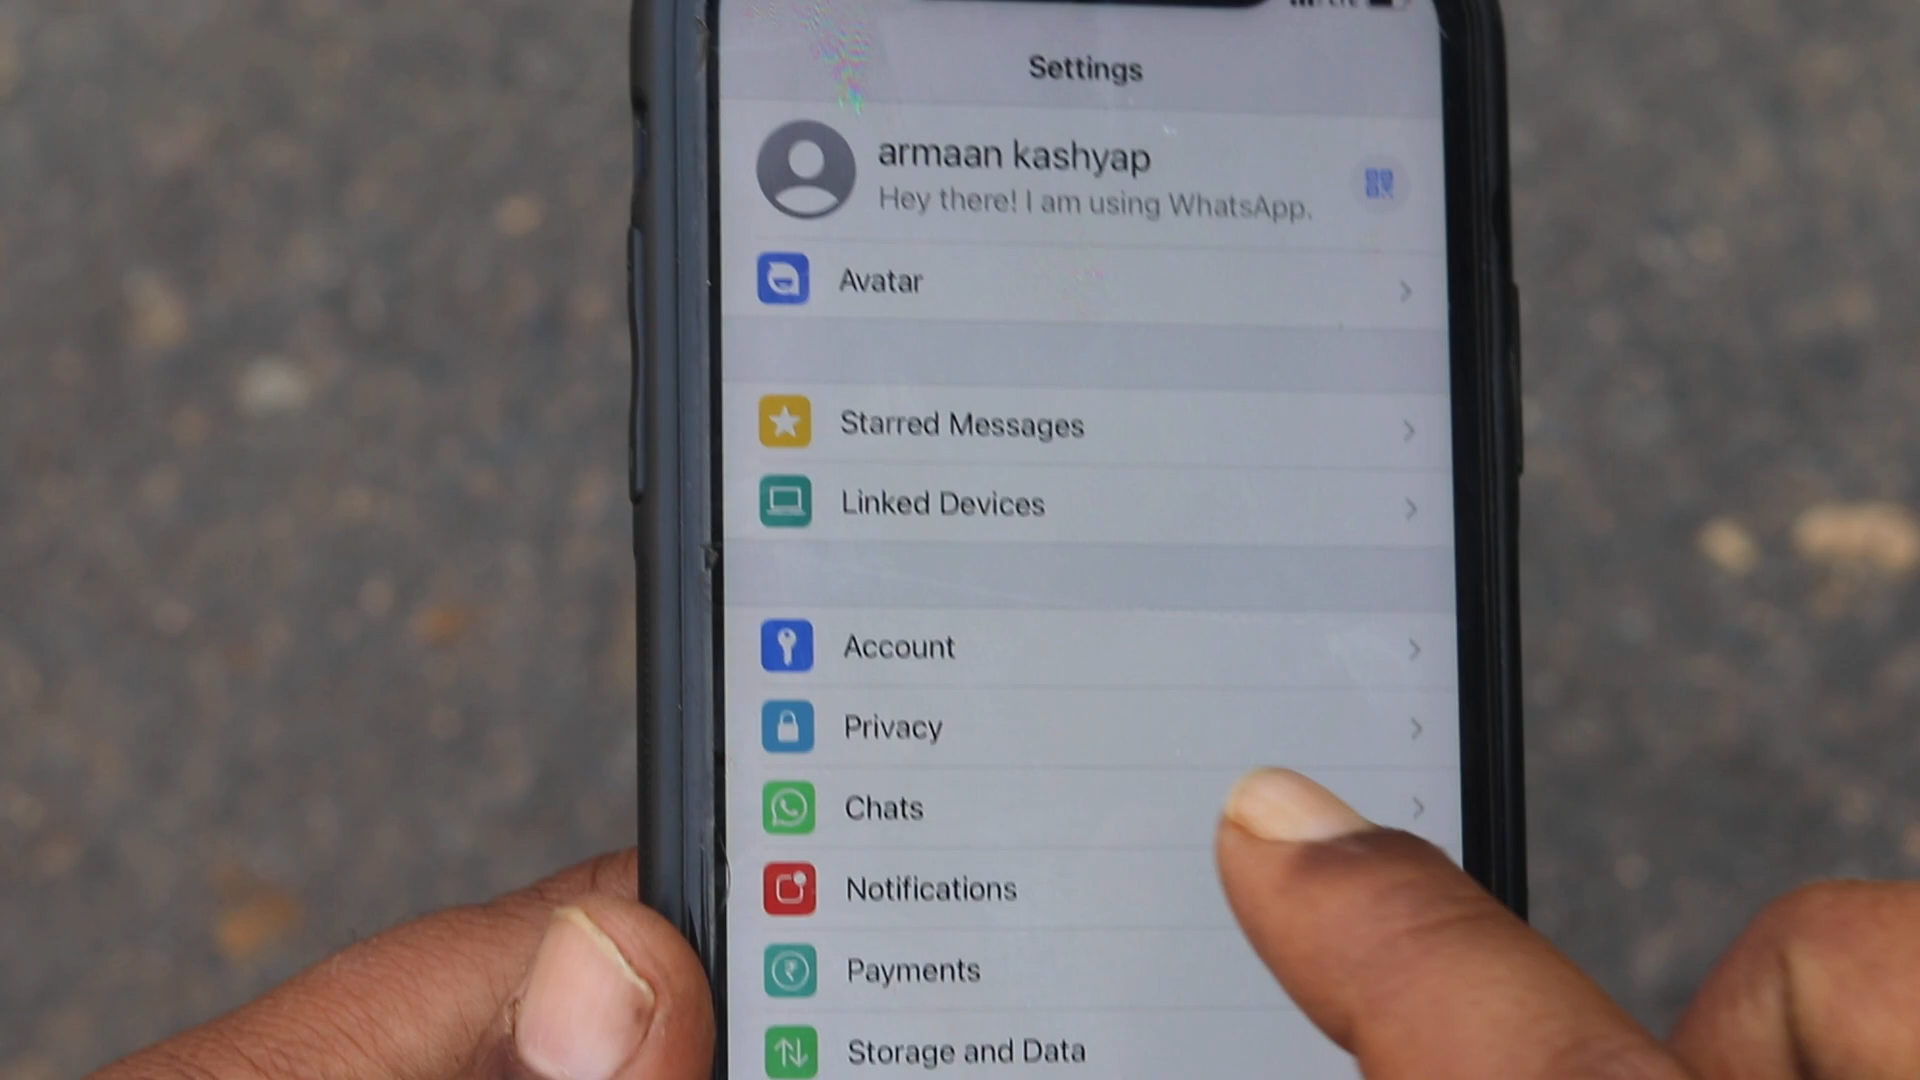 Settings
armaan kashyap
Hey there! I am using WhatsApp.
Avatar
Starred Messages
Linked Devices
Account
Privacy
Chats
Notifications
Payments
Storage and Data